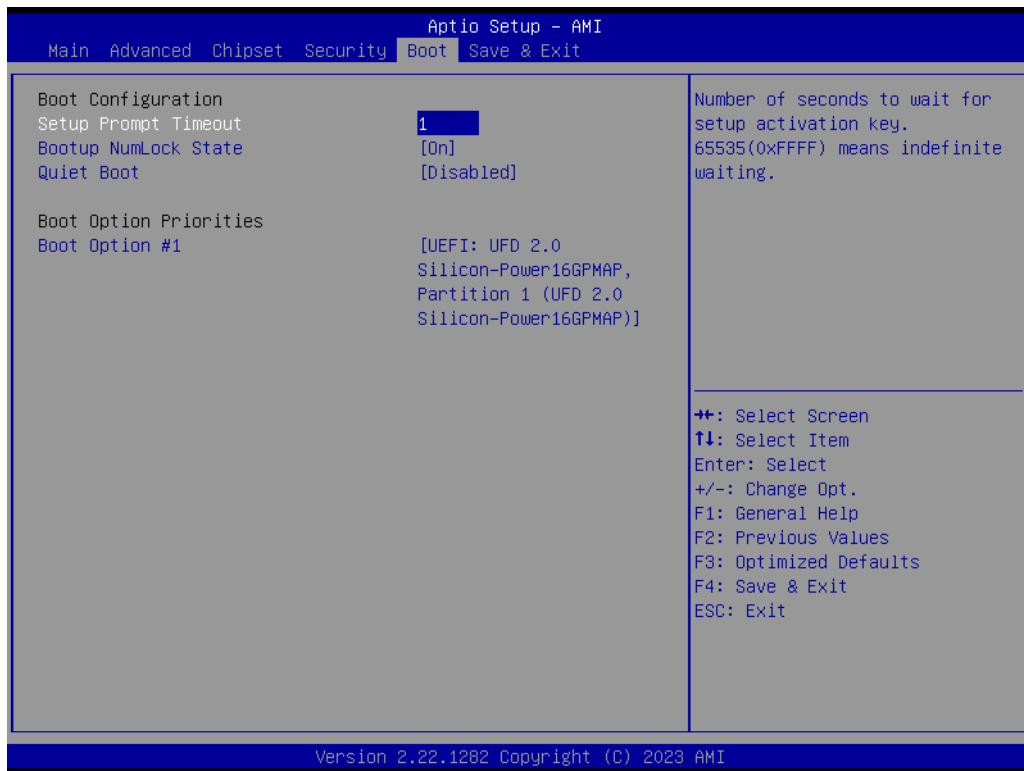 Aptio Setup – AMI
Main Advanced Chipset Security Boot Save & Exit
Boot Configuration
Setup Prompt Timeout 1
Bootup NumLock State [On]
Quiet Boot [Disabled]
Boot Option Priorities
Boot Option #1 [UEFI: UFD 2.0
Silicon-Power16GPMAP,
Partition 1 (UFD 2.0
Silicon-Power16GPMAP)]
Number of seconds to wait for
setup activation key.
65535(0xFFFF) means indefinite
waiting.
→←: Select Screen
↑↓: Select Item
Enter: Select
+/-: Change Opt.
F1: General Help
F2: Previous Values
F3: Optimized Defaults
F4: Save & Exit
ESC: Exit
Version 2.22.1282 Copyright (C) 2023 AMI